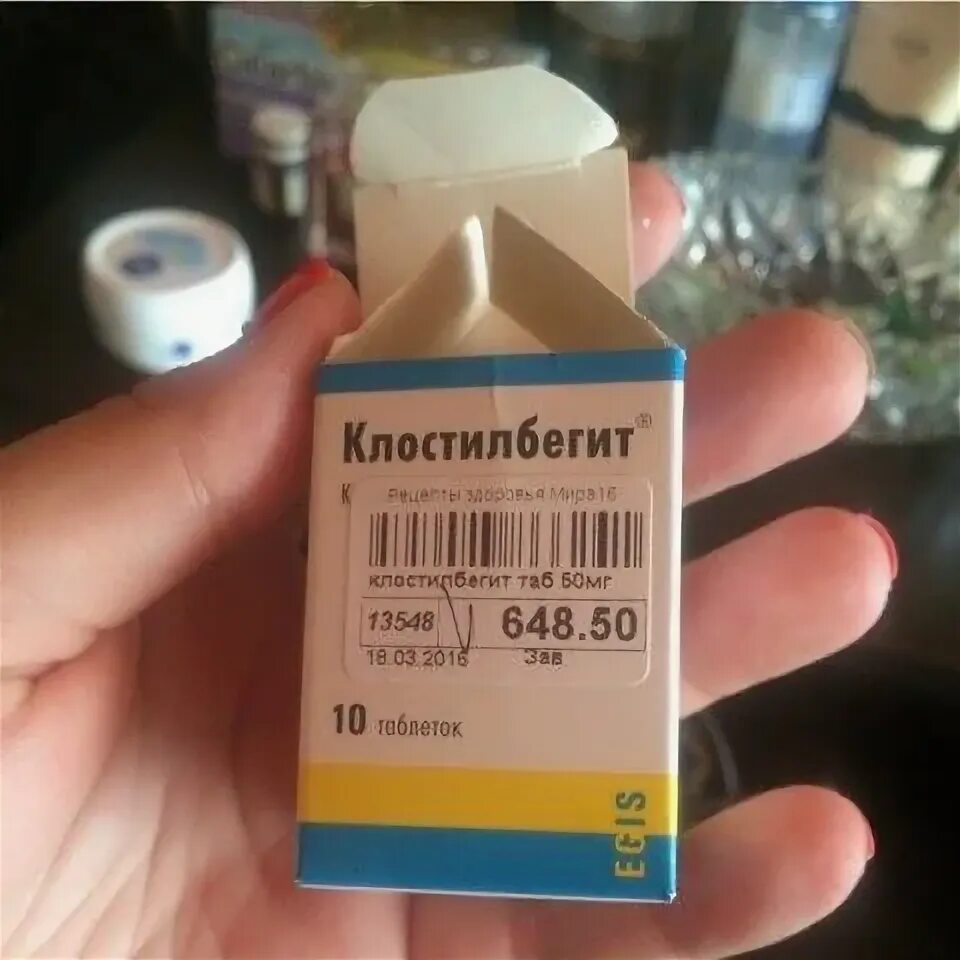 Клостилбегит®
К
Рецепты здоровья Мира16
клостилбегит таб 50мг
13548
648.50
18.03.2016
Зав
10 таблеток
EGIS